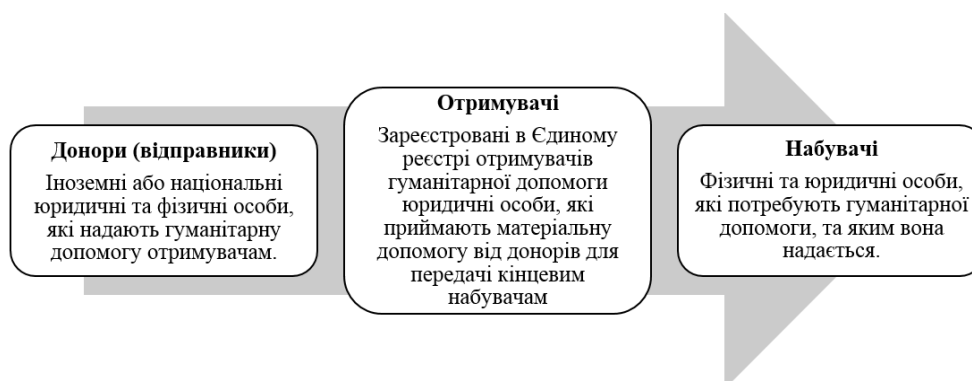 Донори (відправники)
Іноземні або національні
юридичні та фізичні особи,
які надають гуманітарну
допомогу отримувачам.
Отримувачі
Зареєстровані в Єдиному
реєстрі отримувачів
гуманітарної допомоги
юридичні особи, які
приймають матеріальну
допомогу від донорів для
передачі кінцевим
набувачам
Набувачі
Фізичні та юридичні особи,
які потребують гуманітарної
допомоги, та яким вона
надається.